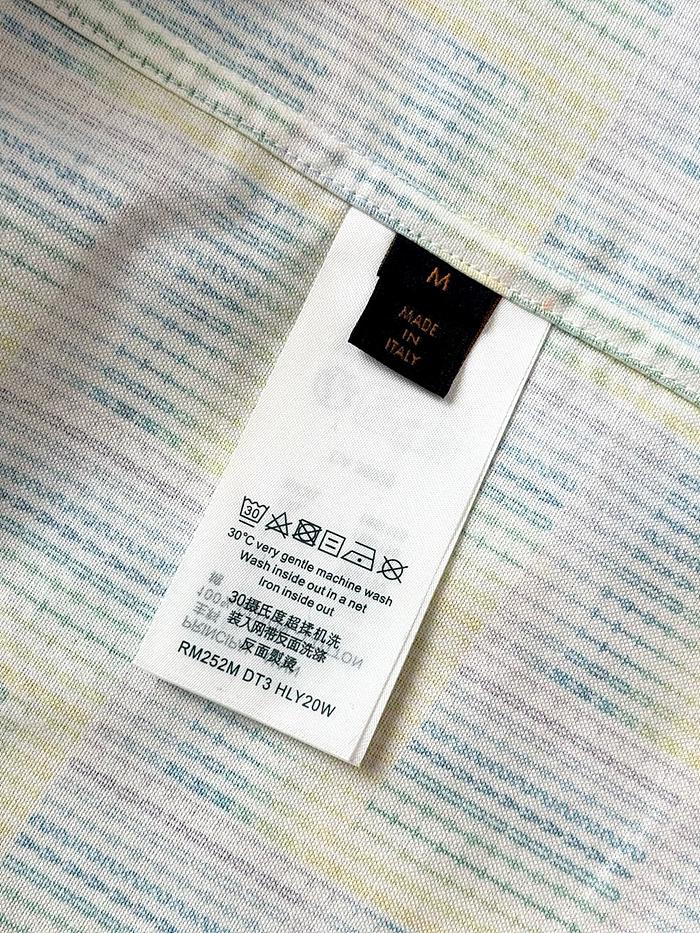 M
MADE
IN
ITALY
30
30°C very gentle machine wash
Wash inside out in a net
Iron inside out
30摄氏度超揉机洗
装入网带反面洗涤
反面熨烫
RM252M DT3 HLY20W